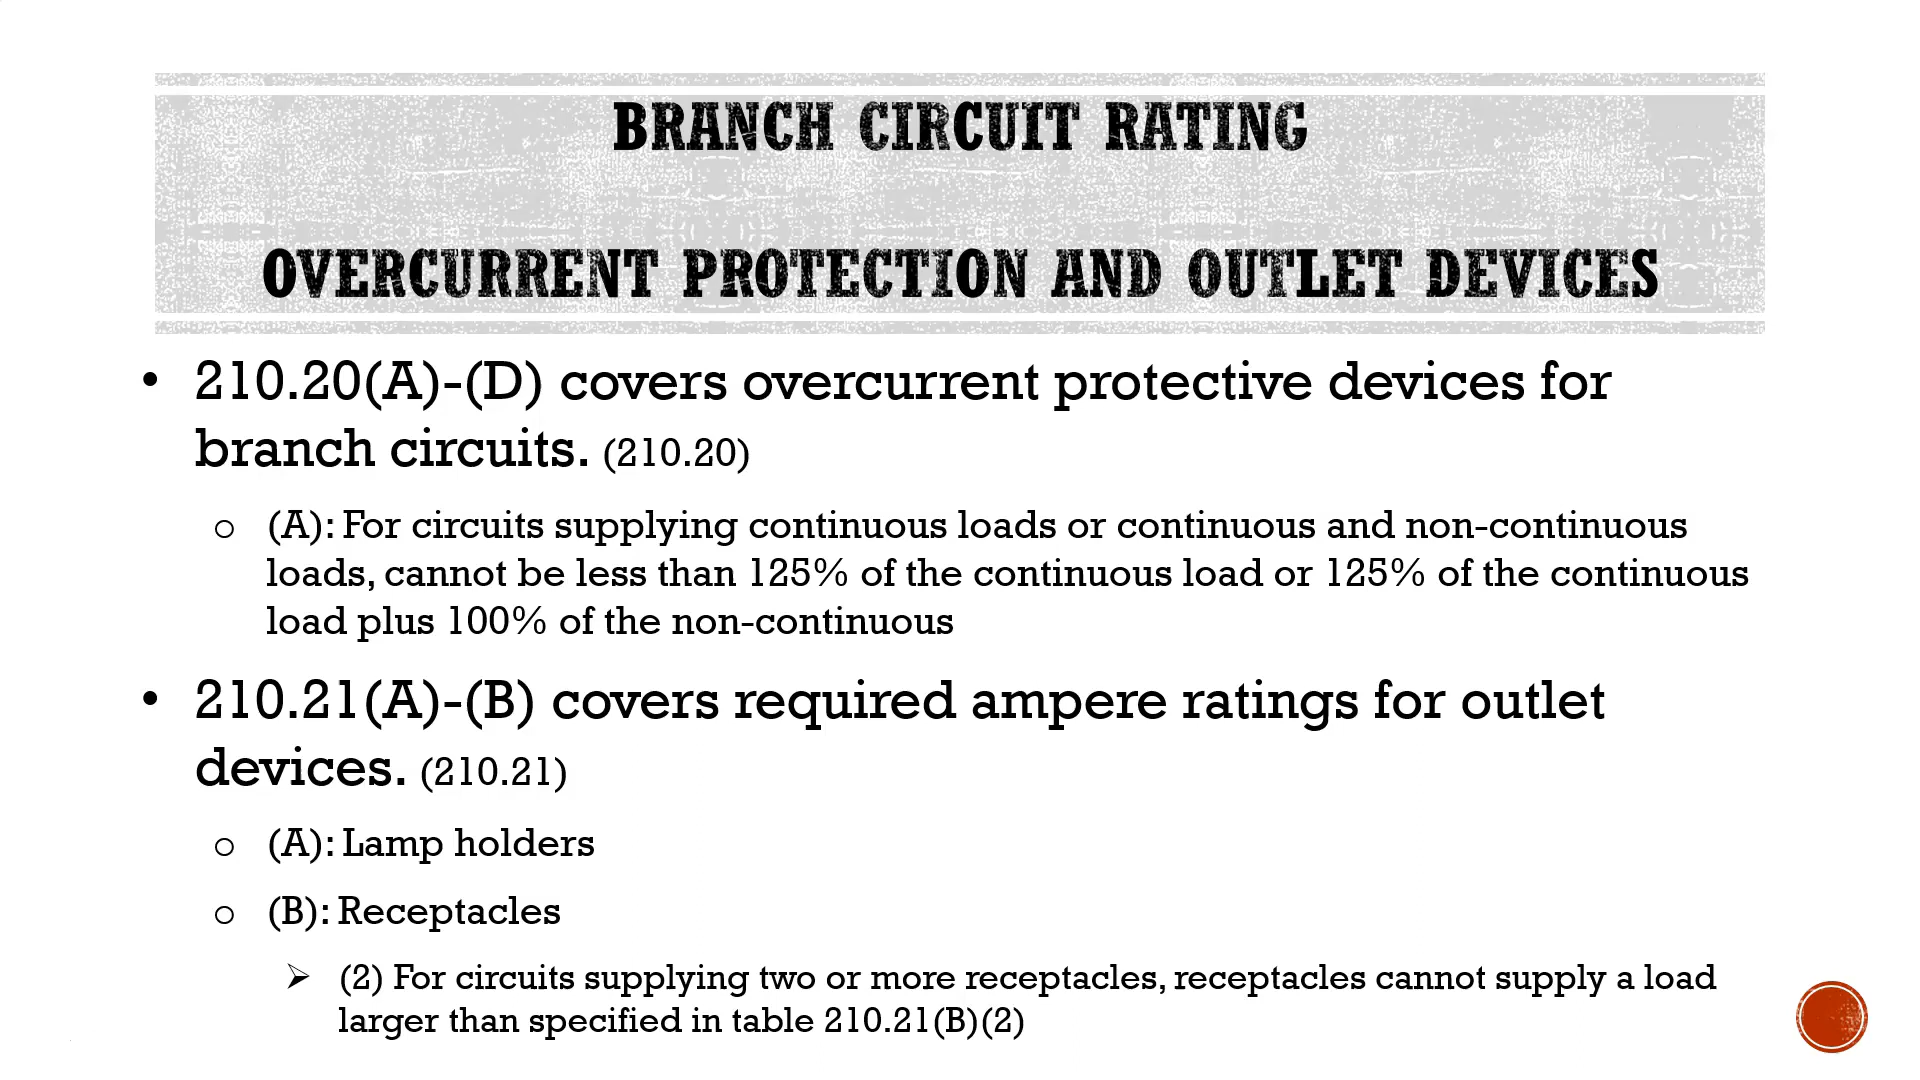 BRANCH CIRCUIT RATING
OVERCURRENT PROTECTION AND OUTLET DEVICES
• 210.20(A)-(D) covers overcurrent protective devices for
branch circuits. (210.20)
o (A): For circuits supplying continuous loads or continuous and non-continuous
loads, cannot be less than 125% of the continuous load or 125% of the continuous
load plus 100% of the non-continuous
• 210.21(A)-(B) covers required ampere ratings for outlet
devices. (210.21)
o (A): Lamp holders
o (B): Receptacles
➢ (2) For circuits supplying two or more receptacles, receptacles cannot supply a load
larger than specified in table 210.21(B)(2)